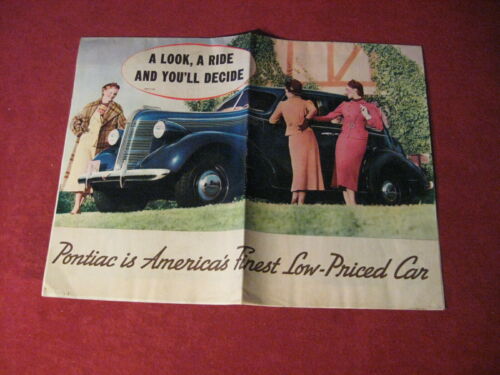 A LOOK, A RIDE
AND YOU'LL DECIDE
Pontiac is America's Finest Low-Priced Car